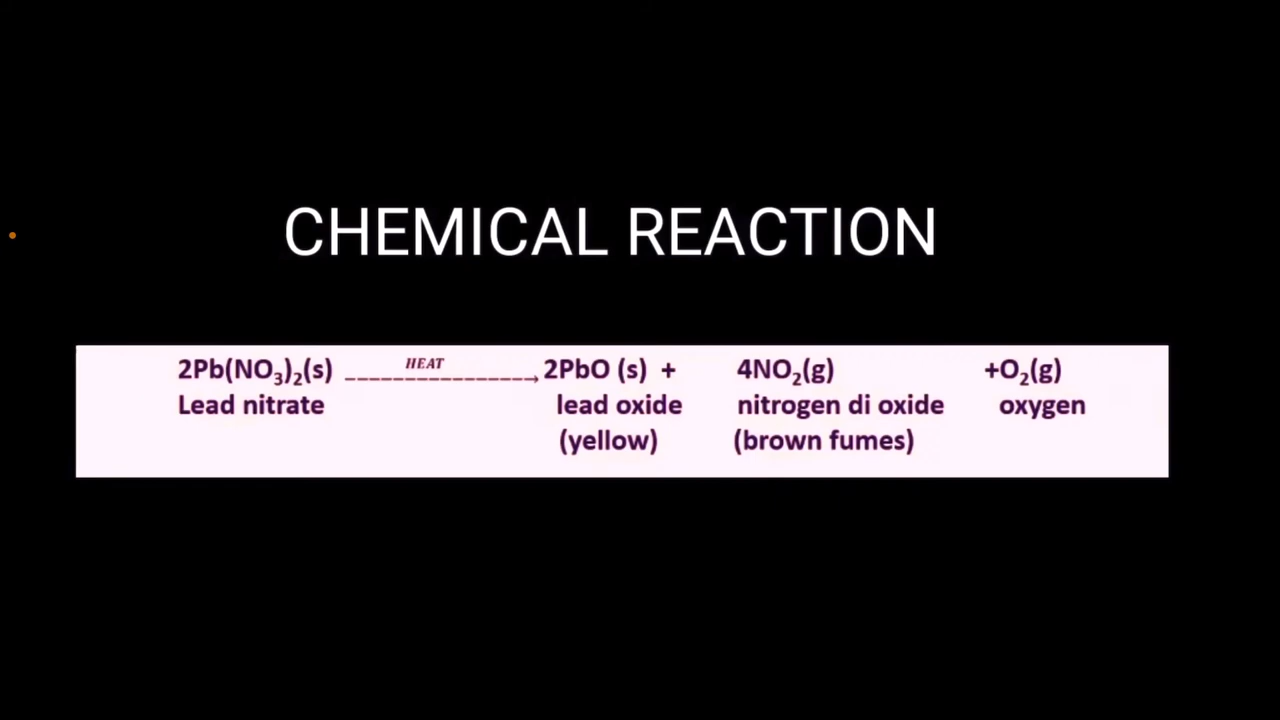 CHEMICAL REACTION
2Pb(NO₃)₂(s) HEAT 2PbO (s) + 4NO₂(g) +O₂(g)
Lead nitrate lead oxide nitrogen di oxide oxygen
(yellow) (brown fumes)